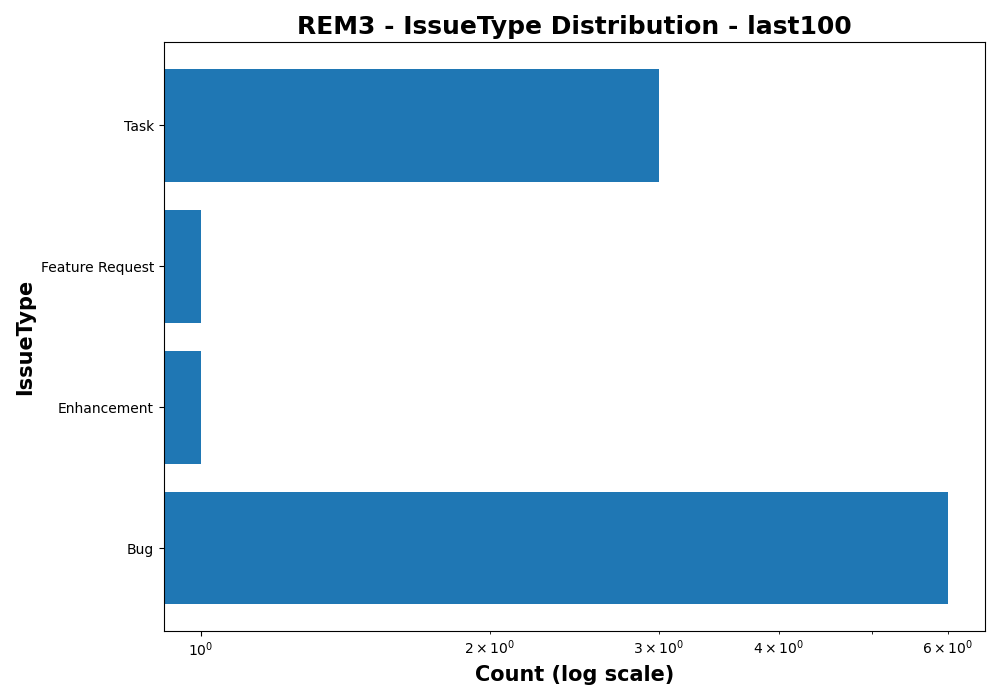 REM3 - IssueType Distribution - last100
Task
Feature Request
Enhancement
Bug
IssueType
10⁰
2 × 10⁰
3 × 10⁰
4 × 10⁰
6 × 10⁰
Count (log scale)